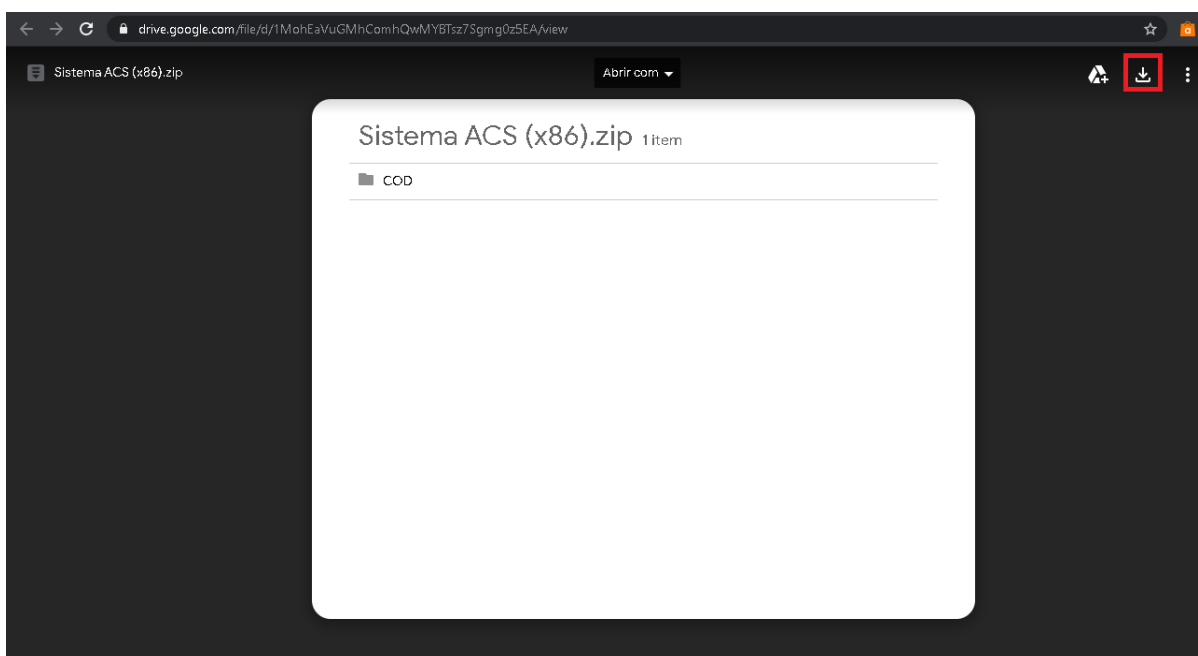 drive.google.com/file/d/1MohEaVuGMhComhQwMYBTsz7Sgmg0z5EA/view
Sistema ACS (x86).zip
Abrir com
Sistema ACS (x86).zip 1 item
COD